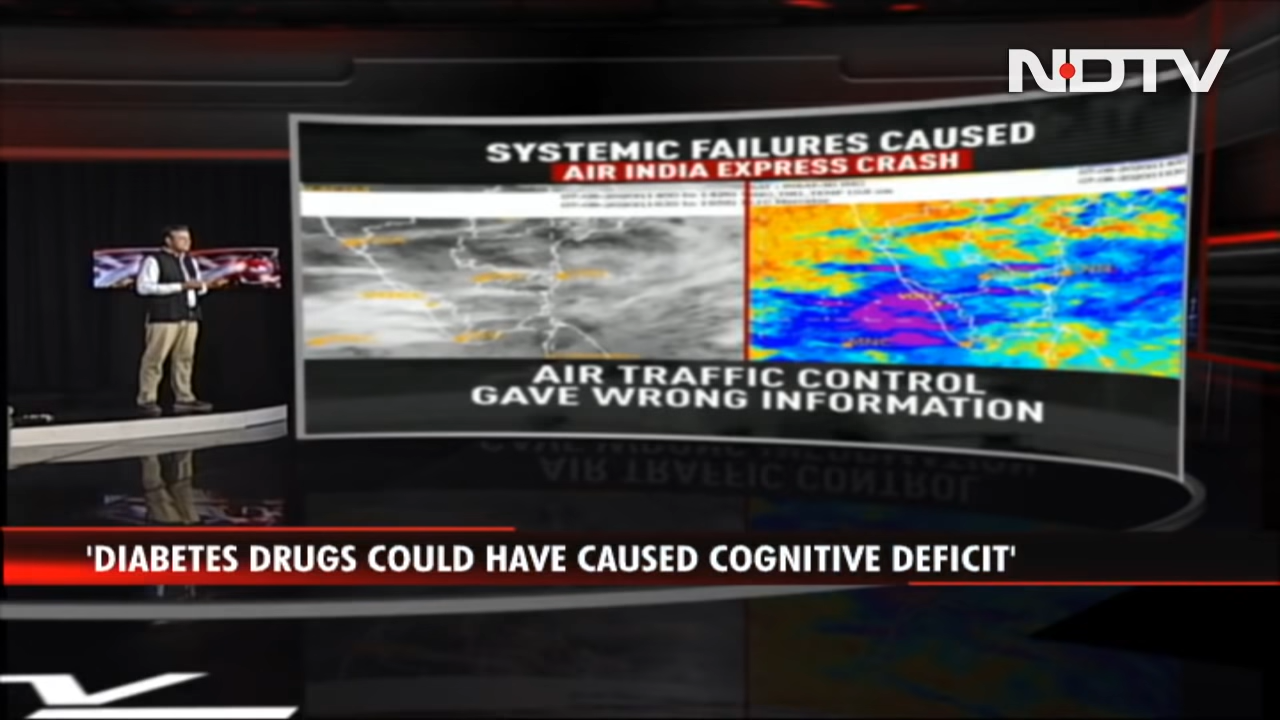 NDTV
SYSTEMIC FAILURES CAUSED
AIR INDIA EXPRESS CRASH
AIR TRAFFIC CONTROL
GAVE WRONG INFORMATION
'DIABETES DRUGS COULD HAVE CAUSED COGNITIVE DEFICIT'